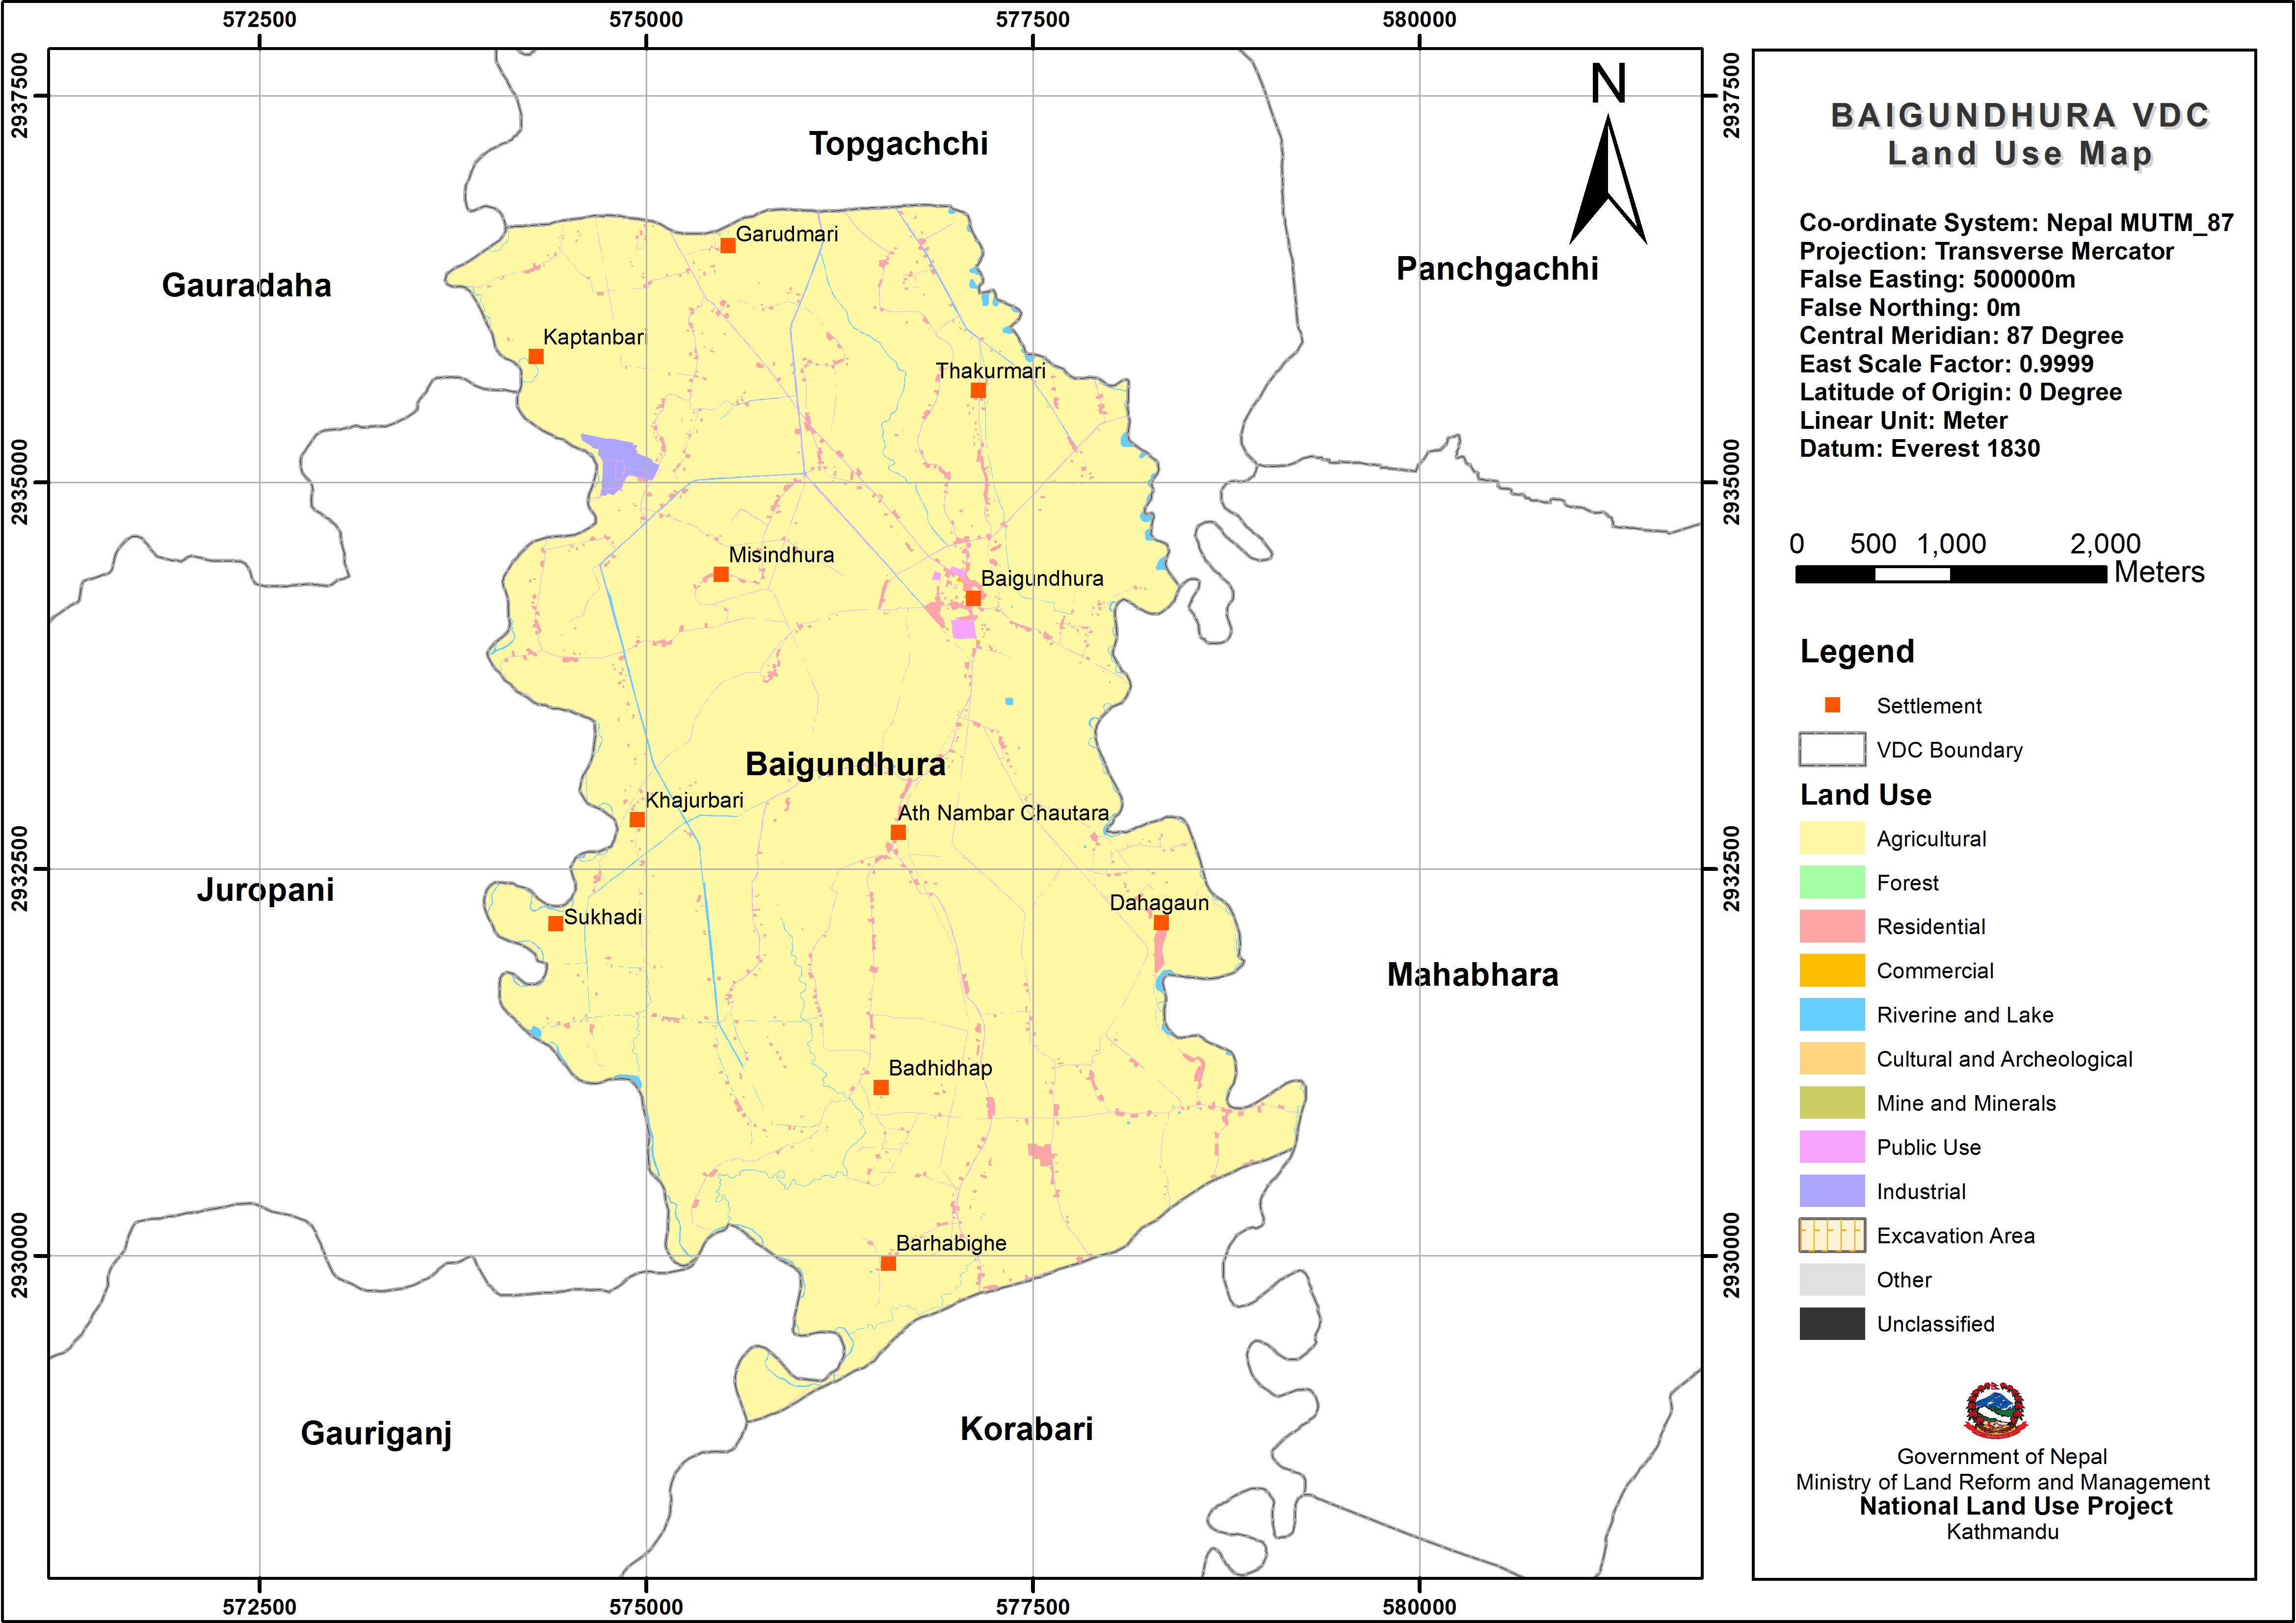 572500
575000
577500
580000
2937500
2937500
N
Topgachchi
Panchgachhi
Gauradaha
Garudmari
Kaptanbari
Thakurmari
2935000
2935000
Misindhura
Baigundhura
Baigundhura
Khajurbari
Ath Nambar Chautara
2932500
2932500
Juropani
Dahagaun
Sukhadi
Mahabhara
Badhidhap
Barhabighe
2930000
2930000
Gauriganj
Korabari
572500
575000
577500
580000
BAIGUNDHURA VDC
Land Use Map
Co-ordinate System: Nepal MUTM_87
Projection: Transverse Mercator
False Easting: 500000m
False Northing: 0m
Central Meridian: 87 Degree
East Scale Factor: 0.9999
Latitude of Origin: 0 Degree
Linear Unit: Meter
Datum: Everest 1830
0 500 1,000 2,000
Meters
Legend
Settlement
VDC Boundary
Land Use
Agricultural
Forest
Residential
Commercial
Riverine and Lake
Cultural and Archeological
Mine and Minerals
Public Use
Industrial
Excavation Area
Other
Unclassified
Government of Nepal
Ministry of Land Reform and Management
National Land Use Project
Kathmandu